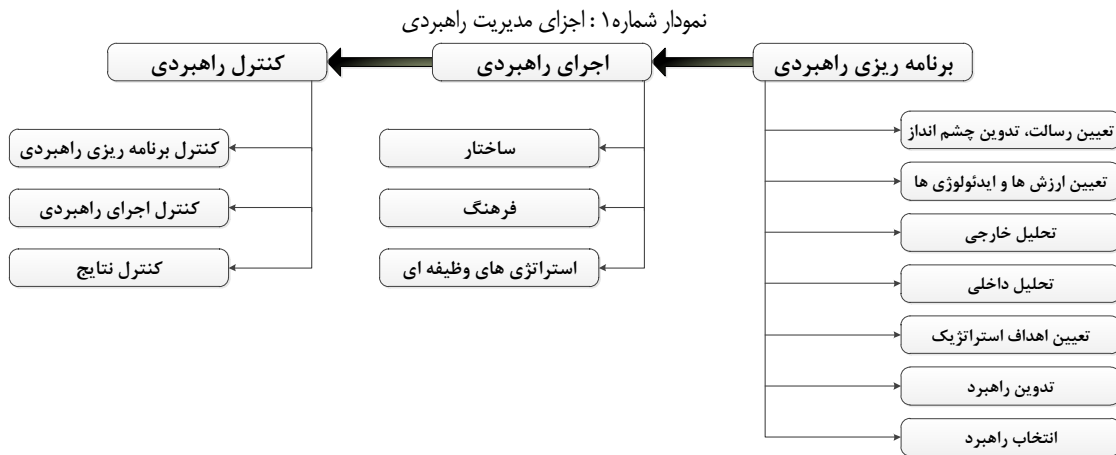 نمودار شماره۱ : اجزای مدیریت راهبردی
برنامه ریزی راهبردی
تعیین رسالت، تدوین چشم انداز
تعیین ارزش ها و ایدئولوژی ها
تحلیل خارجی
تحلیل داخلی
تعیین اهداف استراتژیک
تدوین راهبرد
انتخاب راهبرد
اجرای راهبردی
ساختار
فرهنگ
استراتژی های وظیفه ای
کنترل راهبردی
کنترل برنامه ریزی راهبردی
کنترل اجرای راهبردی
کنترل نتایج